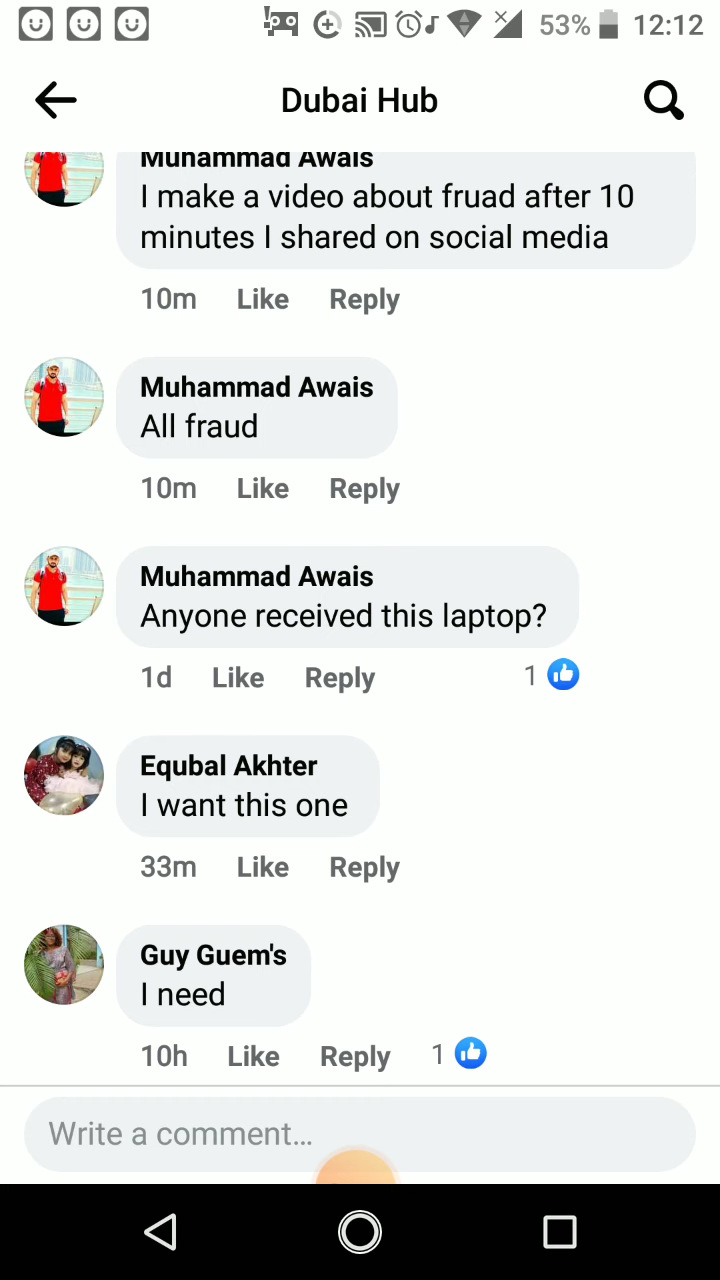 53% 12:12
Dubai Hub
Muhammad Awais
I make a video about fruad after 10
minutes I shared on social media
10m Like Reply
Muhammad Awais
All fraud
10m Like Reply
Muhammad Awais
Anyone received this laptop?
1d Like Reply 1
Equbal Akhter
I want this one
33m Like Reply
Guy Guem's
I need
10h Like Reply 1
Write a comment...